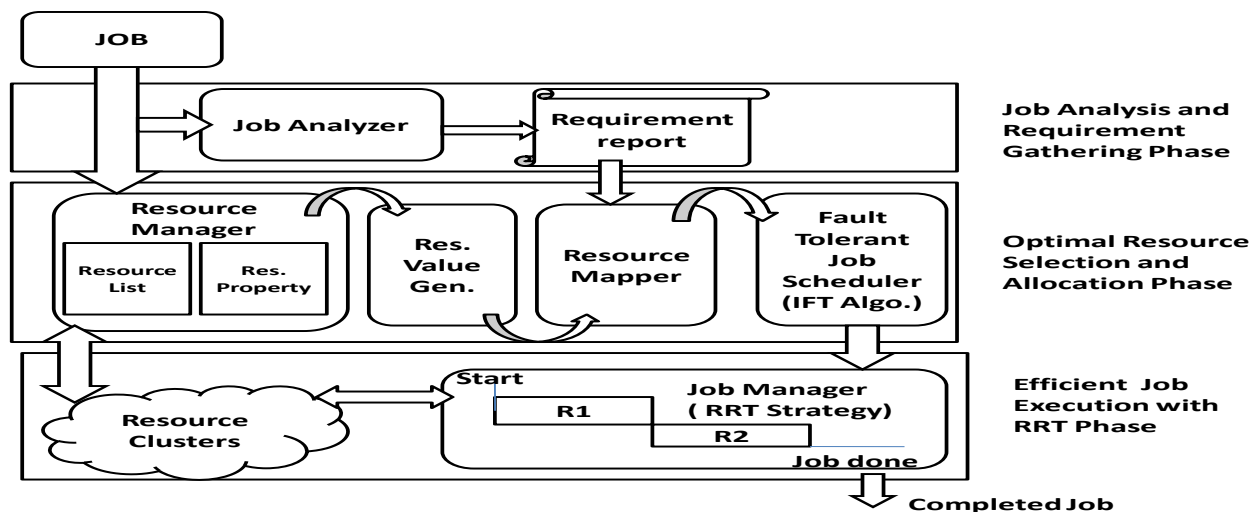 JOB
Job Analyzer
Requirement
report
Job Analysis and
Requirement
Gathering Phase
Resource
Manager
Resource
List
Res.
Property
Res.
Value
Gen.
Resource
Mapper
Fault
Tolerant
Job
Scheduler
(IFT Algo.)
Optimal Resource
Selection and
Allocation Phase
Resource
Clusters
Start
R1
R2
Job Manager
( RRT Strategy)
Job done
Efficient  Job
Execution with
RRT Phase
Completed Job